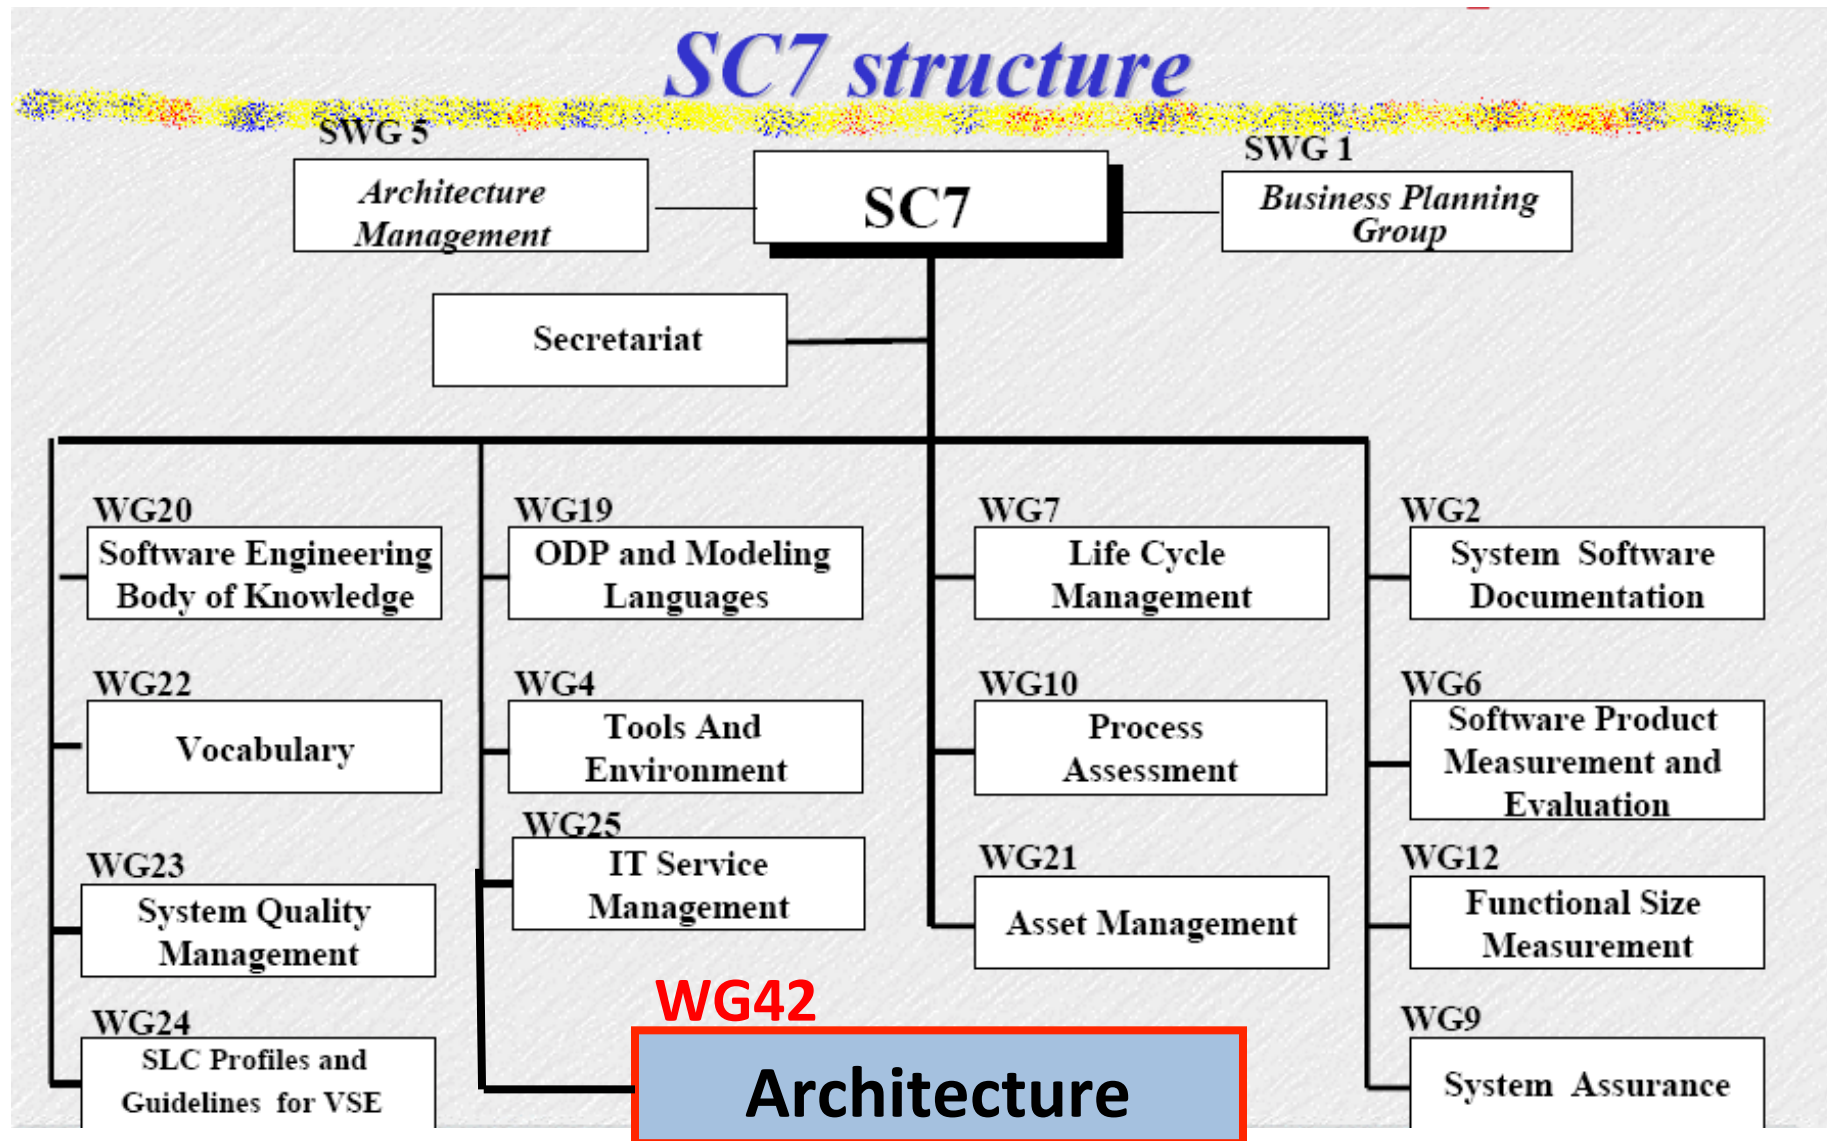 SC7 structure
SWG 5
Architecture
Management
SC7
SWG 1
Business Planning
Group
Secretariat
WG20
Software Engineering
Body of Knowledge
WG22
Vocabulary
WG23
System Quality
Management
WG24
SLC Profiles and
Guidelines for VSE
WG19
ODP and Modeling
Languages
WG4
Tools And
Environment
WG25
IT Service
Management
WG42
Architecture
WG7
Life Cycle
Management
WG10
Process
Assessment
WG21
Asset Management
WG2
System Software
Documentation
WG6
Software Product
Measurement and
Evaluation
WG12
Functional Size
Measurement
WG9
System Assurance